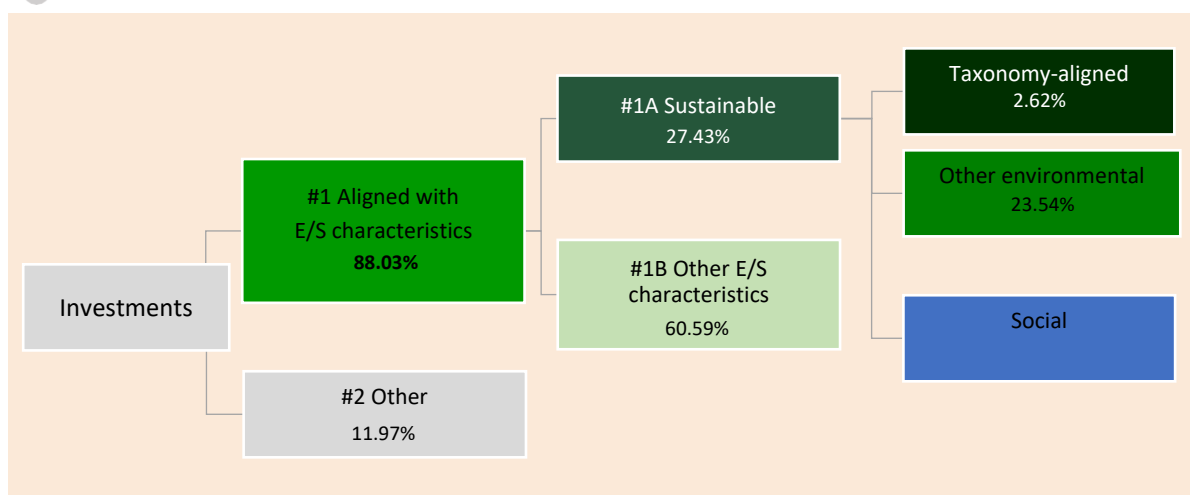 Investments
#1 Aligned with
E/S characteristics
88.03%
#2 Other
11.97%
#1A Sustainable
27.43%
#1B Other E/S
characteristics
60.59%
Taxonomy-aligned
2.62%
Other environmental
23.54%
Social